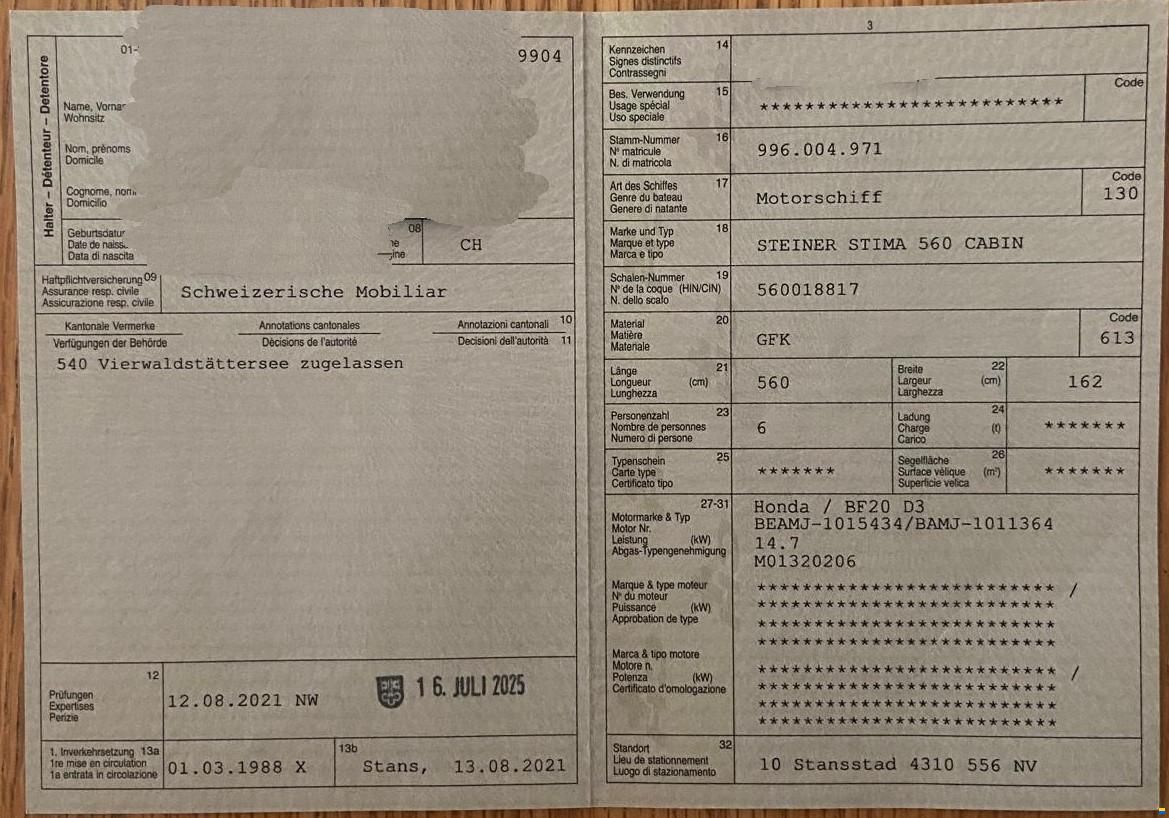 3
Halter – Détenteur – Detentore
01-
9904
Name, Vorna
Wohnsitz
Nom, prénoms
Domicile
Cognome, nom
Domicilio
Geburtsdatur
Date de naiss
Data di nascita
08
ne
ine
CH
Haftpflichtversicherung 09
Assurance resp. civile
Assicurazione resp. civile
Schweizerische Mobiliar
Kantonale Vermerke Annotations cantonales Annotazioni cantonali 10
Verfügungen der Behörde Décisions de l'autorité Decisioni dell'autorità 11
540 Vierwaldstättersee zugelassen
12
Prüfungen
Expertises
Perizie
12.08.2021 NW
16. JULI 2025
1. Inverkehrsetzung 13a
1re mise en circulation
1a entrata in circolazione
01.03.1988 X
13b
Stans, 13.08.2021
Kennzeichen 14
Signes distinctifs
Contrassegni
Bes. Verwendung 15
Usage spécial
Uso speciale
**************************
Code
Stamm-Nummer 16
N° matricule
N. di matricola
996.004.971
Art des Schiffes 17
Genre du bateau
Genere di natante
Motorschiff
Code
130
Marke und Typ 18
Marque et type
Marca e tipo
STEINER STIMA 560 CABIN
Schalen-Nummer 19
N° de la coque (HIN/CIN)
N. dello scafo
560018817
Material 20
Matière
Materiale
GFK
Code
613
Länge 21
Longueur (cm)
Lunghezza
560
Breite 22
Largeur (cm)
Larghezza
162
Personenzahl 23
Nombre de personnes
Numero di persone
6
Ladung 24
Charge (t)
Carico
*******
Typenschein 25
Carte type
Certificato tipo
*******
Segelfläche 26
Surface vélique (m²)
Superficie velica
*******
27-31
Motormarke & Typ
Motor Nr.
Leistung (kW)
Abgas-Typengenehmigung
Honda / BF20 D3
BEAMJ-1015434/BAMJ-1011364
14.7
M01320206
Marque & type moteur
N° du moteur
Puissance (kW)
Approbation de type
************************** /
**************************
**************************
**************************
Marca & tipo motore
Motore n.
Potenza (kW)
Certificato d'omologazione
************************** /
**************************
**************************
**************************
Standort 32
Lieu de stationnement
Luogo di stazionamento
10 Stansstad 4310 556 NV